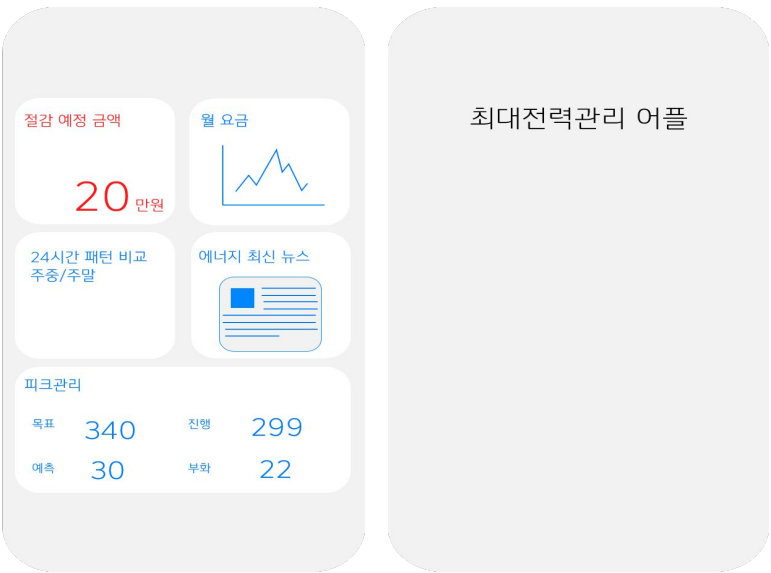 절감 예정 금액
20 만원
월 요금
24시간 패턴 비교
주중/주말
에너지 최신 뉴스
피크관리
목표 340 진행 299
예측 30 부확 22
최대전력관리 어플